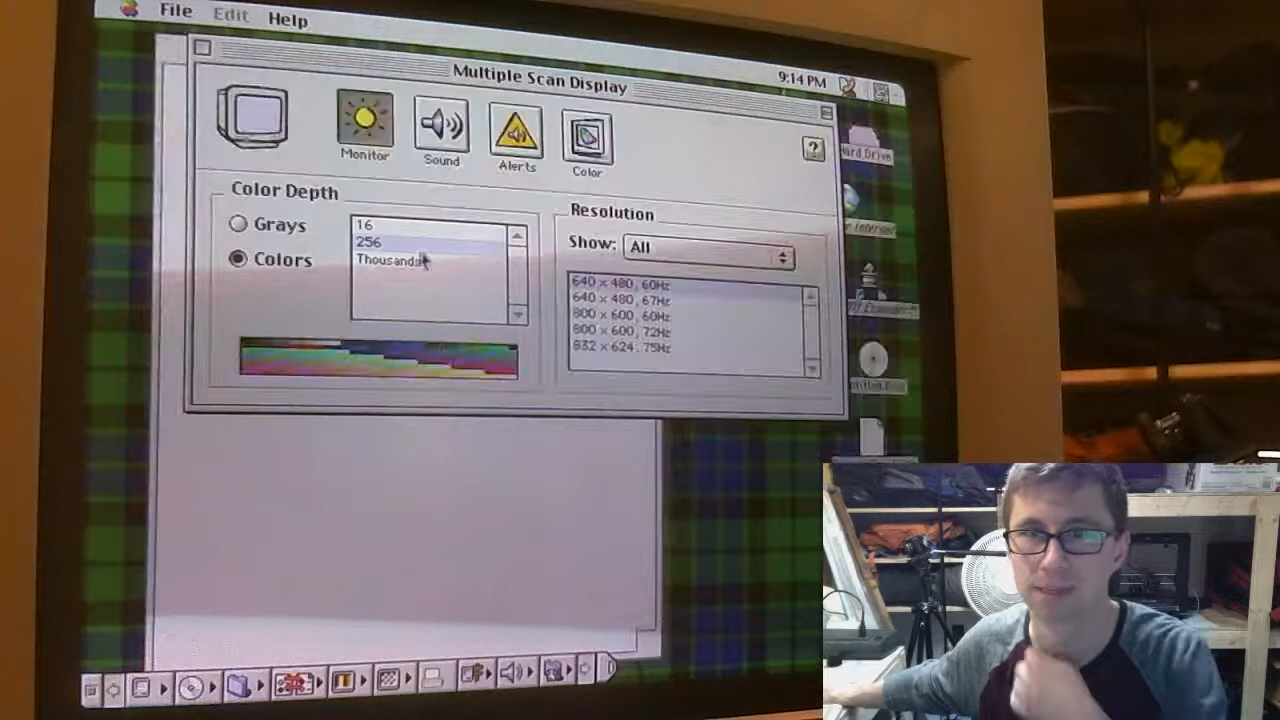 File Edit Help
9:14 PM
Multiple Scan Display
Monitor
Sound
Alerts
Color
?
Hard Drive
Color Depth
Grays
Colors
16
256
Thousands
Resolution
Show: All
640 x 480, 60Hz
640 x 480, 67Hz
800 x 600, 60Hz
800 x 600, 72Hz
832 x 624, 75Hz